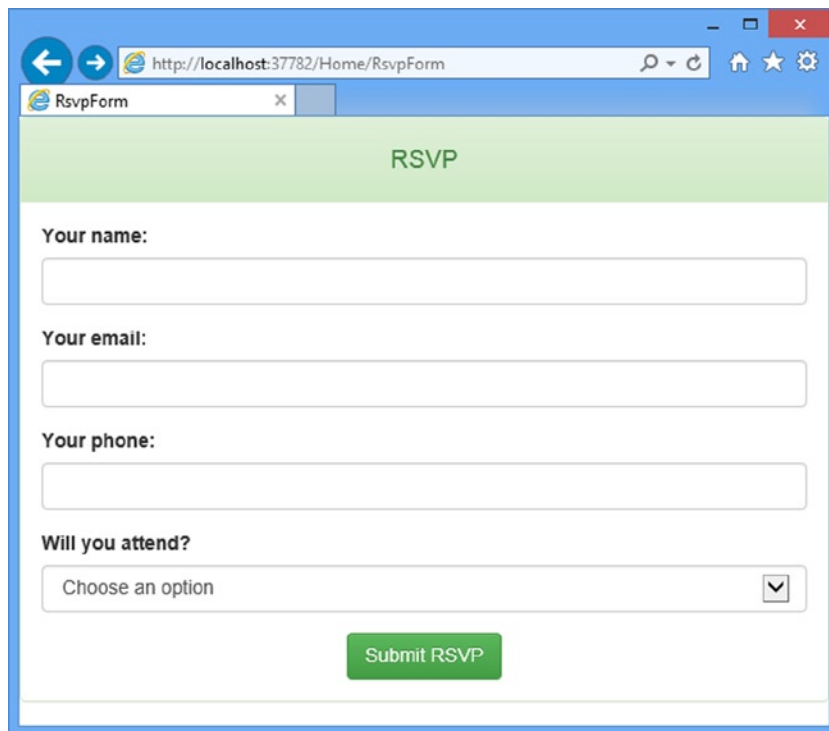 http://localhost:37782/Home/RsvpForm
RsvpForm
RSVP
Your name:
Your email:
Your phone:
Will you attend?
Choose an option
Submit RSVP